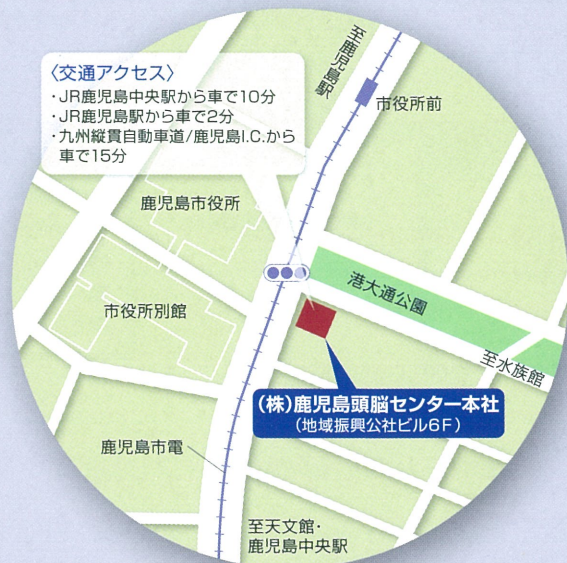 〈交通アクセス〉
・JR鹿児島中央駅から車で10分
・JR鹿児島駅から車で2分
・九州縦貫自動車道/鹿児島I.C.から
車で15分
至鹿児島駅
市役所前
鹿児島市役所
港大通公園
市役所別館
至水族館
(株)鹿児島頭脳センター本社
(地域振興公社ビル6F)
鹿児島市電
至天文館・
鹿児島中央駅